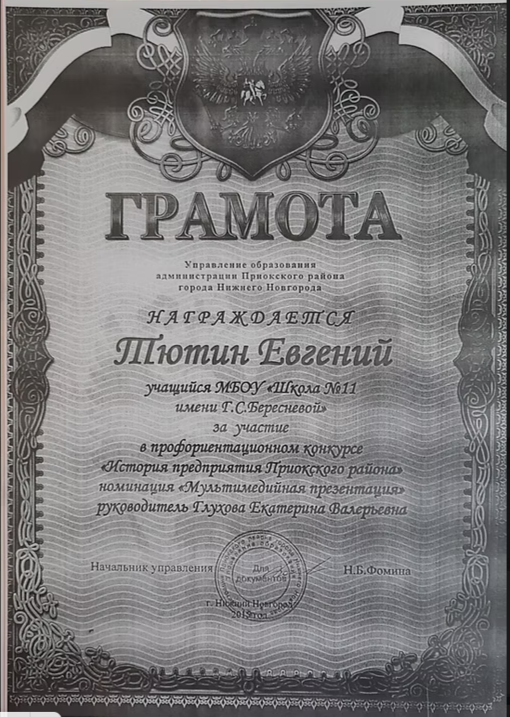 ГРАМОТА
Управление образования
администрации Приокского района
города Нижнего Новгорода
НАГРАЖДАЕТСЯ
Тютин Евгений
учащийся МБОУ «Школа №11
имени Г.С.Бересневой»
за участие
в профориентационном конкурсе
«История предприятия Приокского района»
номинация «Мультимедийная презентация»
руководитель Глухова Екатерина Валерьевна
Начальник управления
Для
документов
Н.Б.Фомина
г. Нижний Новгород